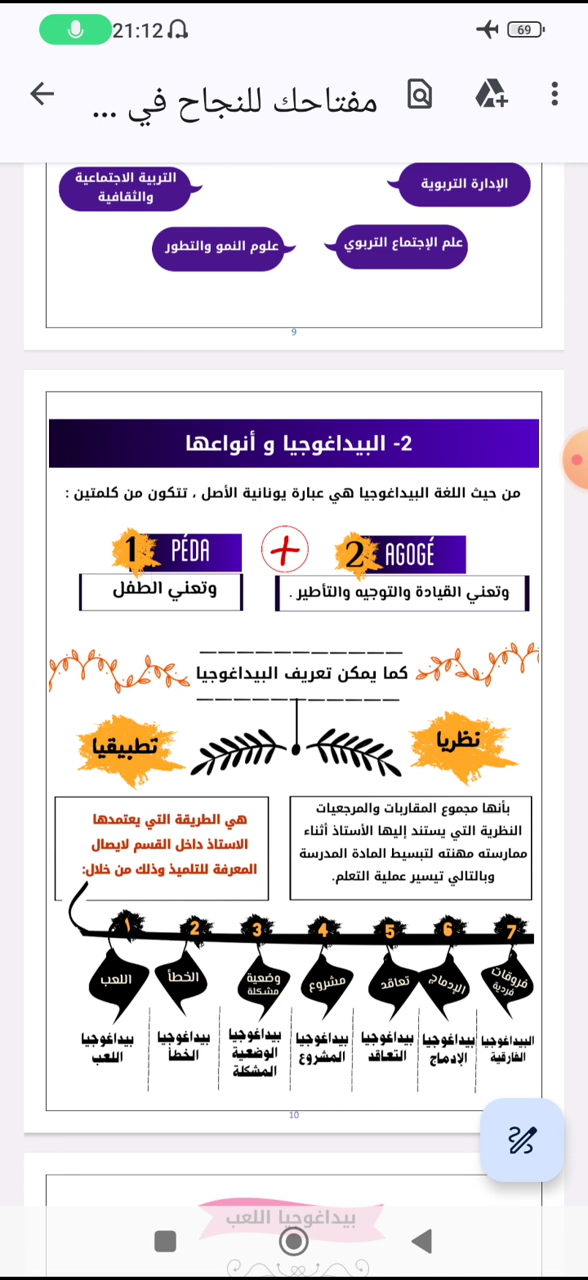 21:12
69
مفتاحك للنجاح في ...
التربية الاجتماعية
والثقافية
الإدارة التربوية
علوم النمو والتطور
علم الإجتماع التربوي
9
2- البيداغوجيا و أنواعها
من حيث اللغة البيداغوجيا هي عبارة يونانية الأصل ، تتكون من كلمتين :
1 PÉDA
+
2 AGOGÉ
وتعني الطفل
وتعني القيادة والتوجيه والتأطير .
كما يمكن تعريف البيداغوجيا
نظريا
تطبيقيا
بأنها مجموع المقاربات والمرجعيات
النظرية التي يستند إليها الأستاذ أثناء
ممارسته مهنته لتبسيط المادة المدرسة
وبالتالي تيسير عملية التعلم.
هي الطريقة التي يعتمدها
الاستاذ داخل القسم لايصال
المعرفة للتلميذ وذلك من خلال:
1 2 3 4 5 6 7
اللعب
الخطأ
وضعية
مشكلة
مشروع
تعاقد
الإدماج
فروقات
فردية
بيداغوجيا
اللعب
بيداغوجيا
الخطأ
بيداغوجيا
الوضعية
المشكلة
بيداغوجيا
المشروع
بيداغوجيا
التعاقد
بيداغوجيا
الإدماج
البيداغوجيا
الفارقية
10
بيداغوجيا اللعب